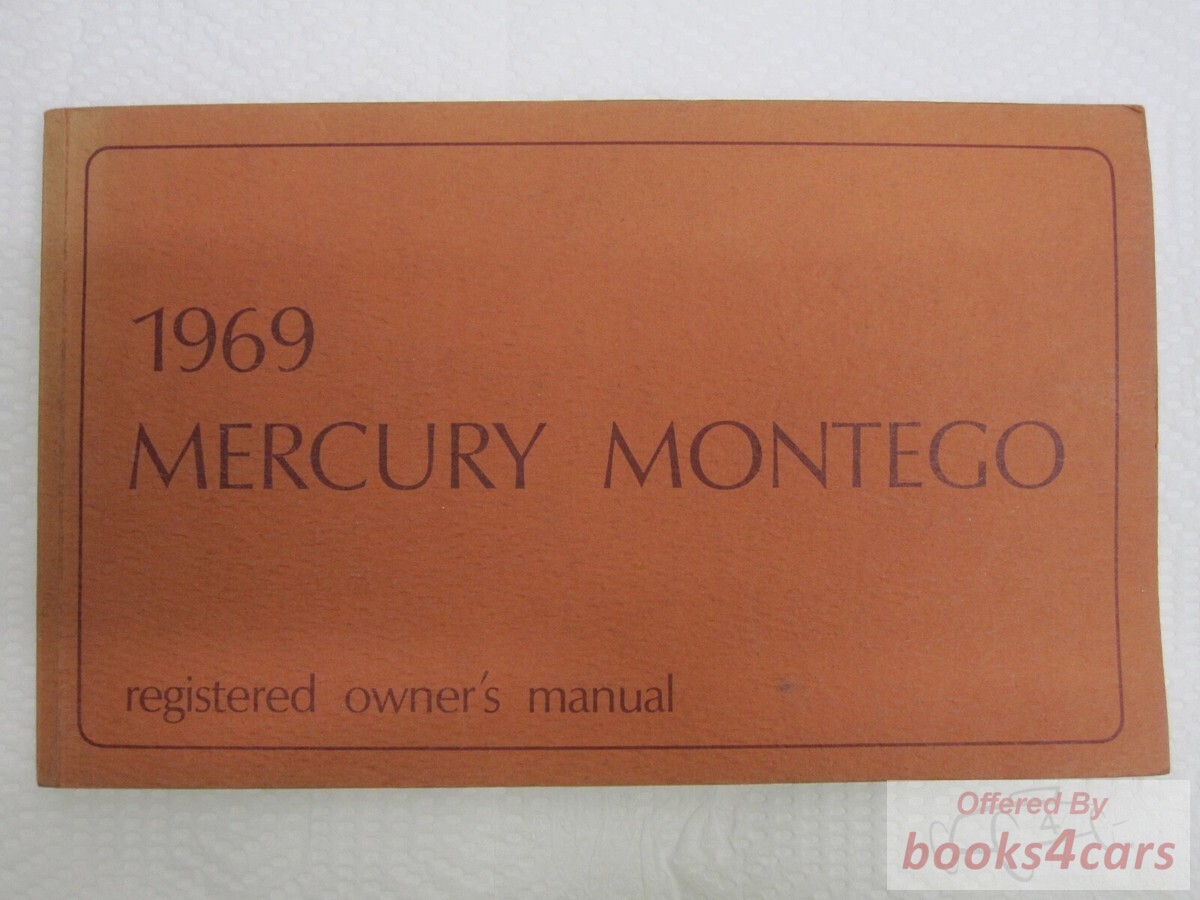 1969
MERCURY MONTEGO
registered owner's manual
Offered By
books4cars